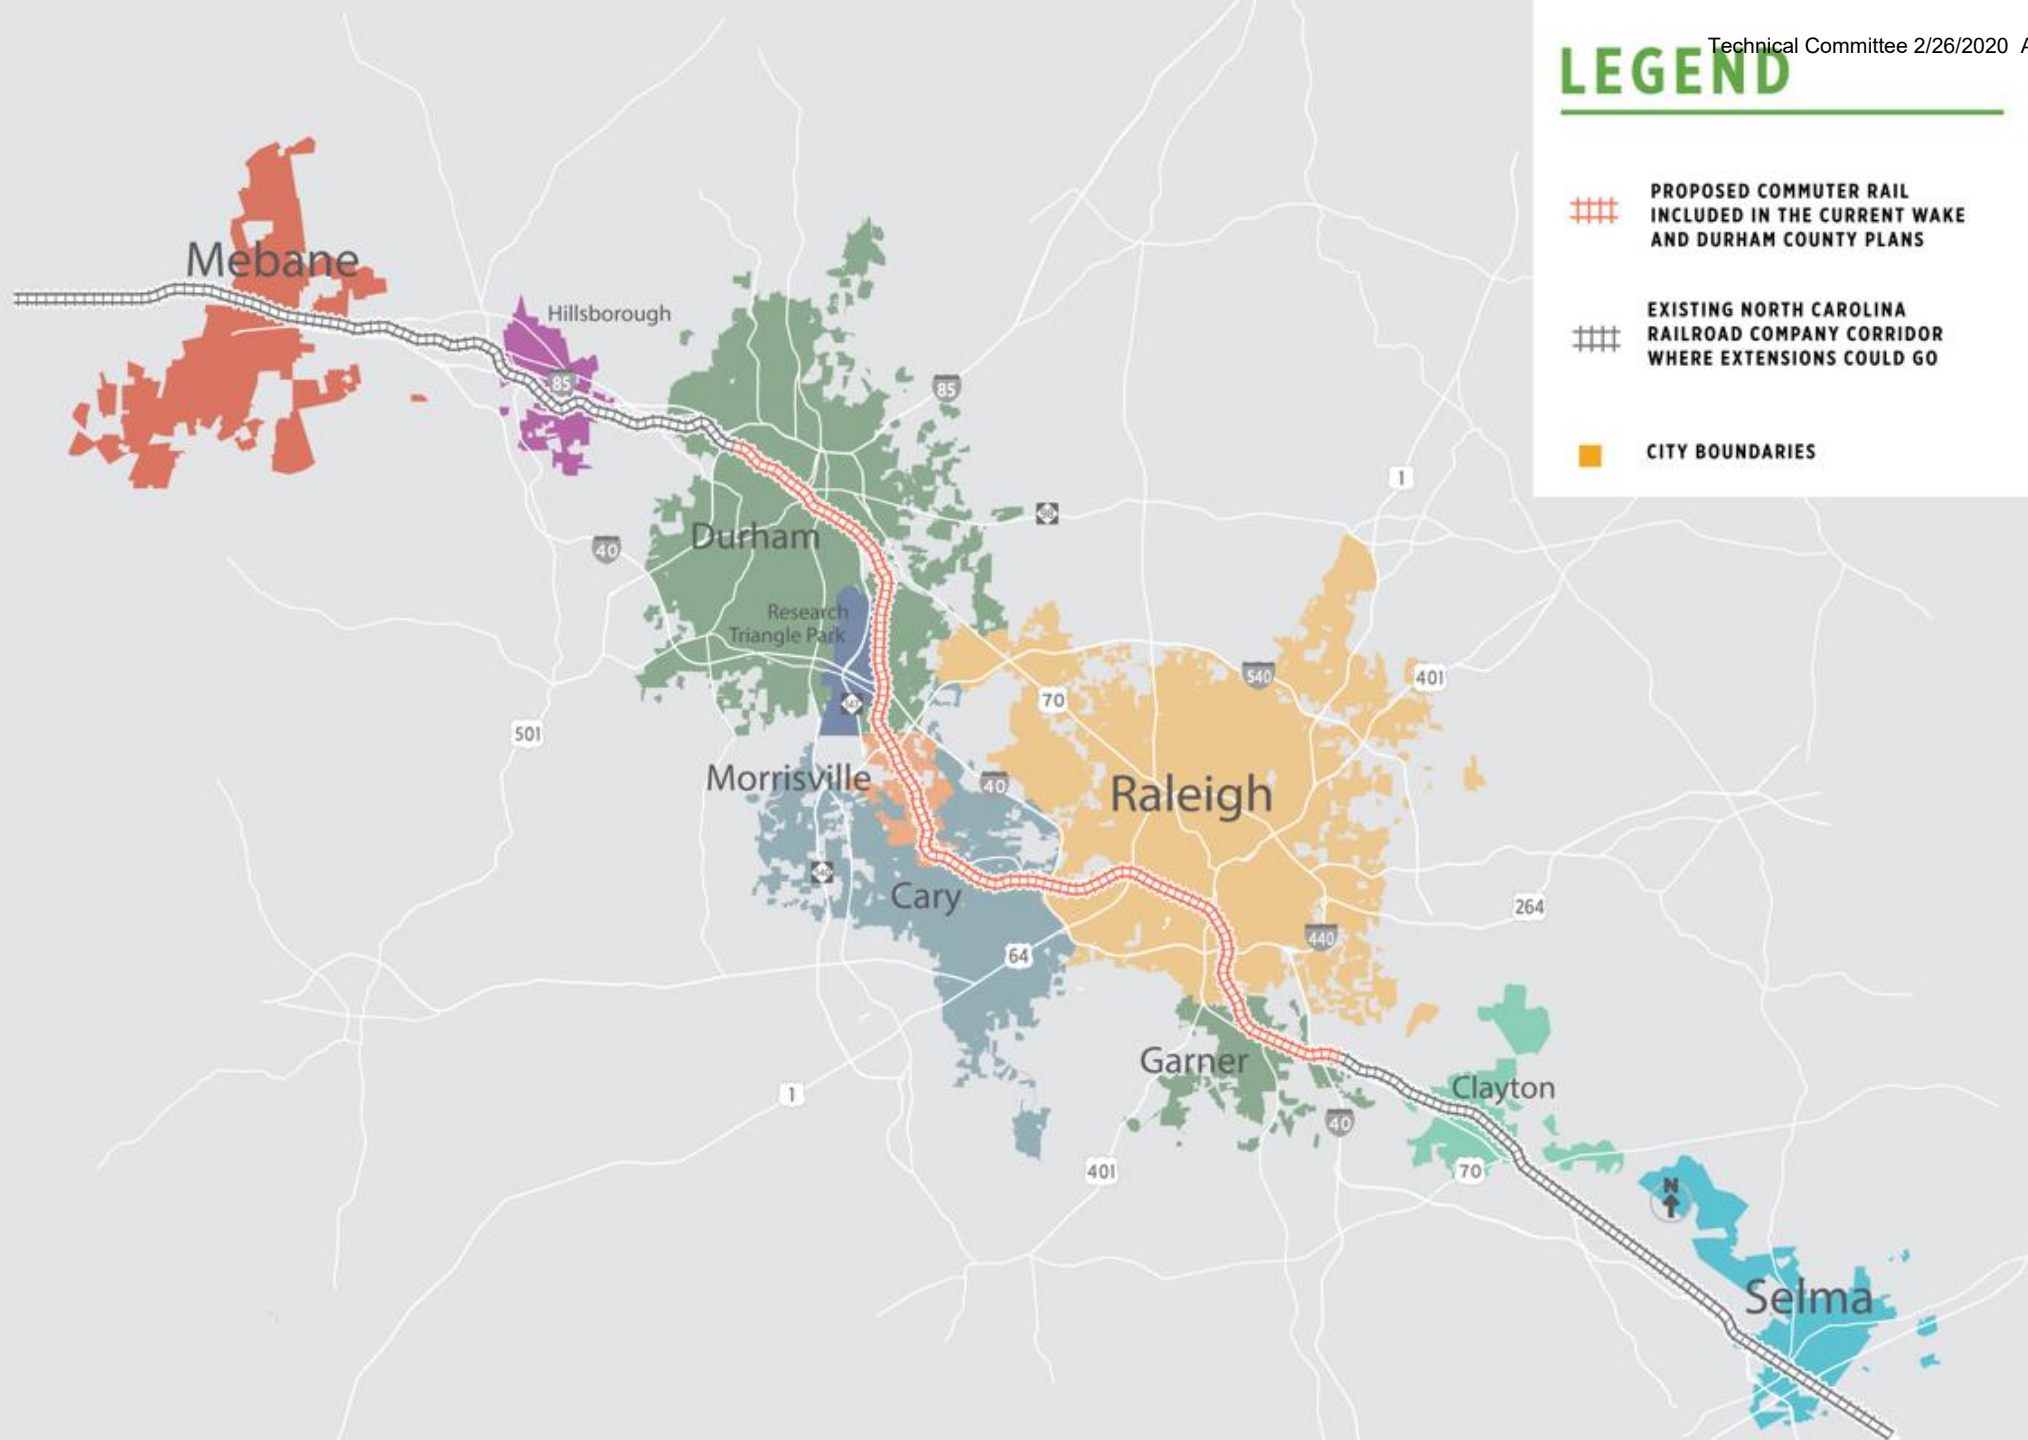 Technical Committee 2/26/2020 A
LEGEND
PROPOSED COMMUTER RAIL
INCLUDED IN THE CURRENT WAKE
AND DURHAM COUNTY PLANS
EXISTING NORTH CAROLINA
RAILROAD COMPANY CORRIDOR
WHERE EXTENSIONS COULD GO
CITY BOUNDARIES
Mebane
Hillsborough
85
85
1
98
Durham
40
Research
Triangle Park
540
401
70
147
501
Morrisville
40
Raleigh
Cary
264
440
64
Garner
Clayton
1
40
401
70
N
Selma